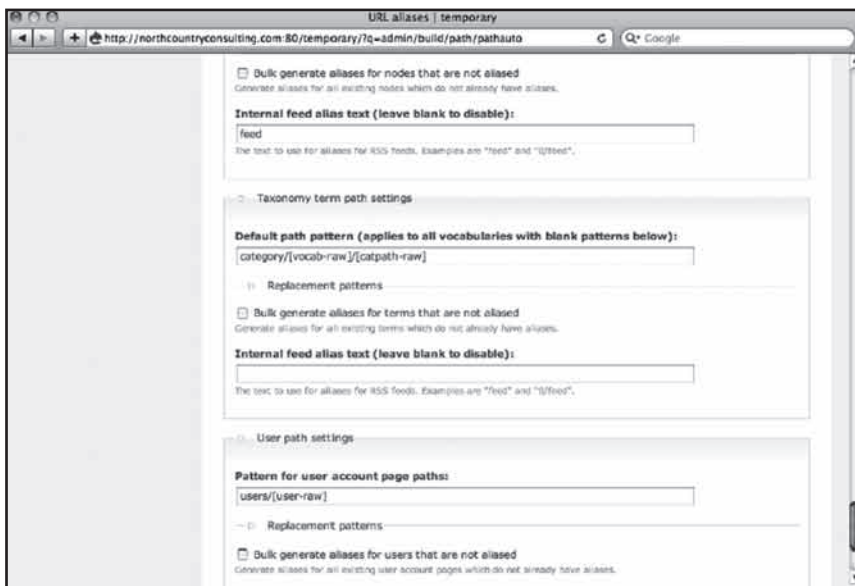 URL aliases | temporary
http://northcountryconsulting.com:80/temporary/?q=admin/build/path/pathauto
Google
Bulk generate aliases for nodes that are not aliased
Generate aliases for all existing nodes which do not already have aliases.
Internal feed alias text (leave blank to disable):
feed
The text to use for aliases for RSS feeds. Examples are "feed" and "0/feed".
Taxonomy term path settings
Default path pattern (applies to all vocabularies with blank patterns below):
category/[vocab-raw]/[catpath-raw]
Replacement patterns
Bulk generate aliases for terms that are not aliased
Generate aliases for all existing terms which do not already have aliases.
Internal feed alias text (leave blank to disable):
The text to use for aliases for RSS feeds. Examples are "feed" and "0/feed".
User path settings
Pattern for user account page paths:
users/[user-raw]
Replacement patterns
Bulk generate aliases for users that are not aliased
Generate aliases for all existing user account pages which do not already have aliases.